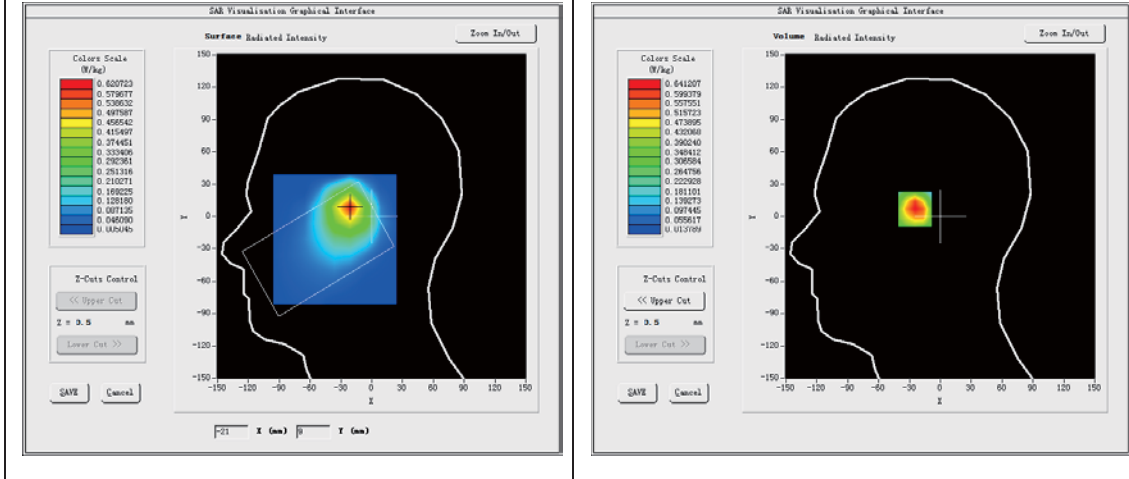 SAR Visualisation Graphical Interface
Surface Radiated Intensity
Zoom In/Out
Colors Scale
(W/kg)
0.620723
0.579677
0.538632
0.497587
0.456542
0.415497
0.374451
0.333406
0.292361
0.251316
0.210271
0.169225
0.128180
0.087135
0.046090
0.005045
150
120
90
60
30
0
-30
-60
-90
-120
-150
Y
-150 -120 -90 -60 -30 0 30 60 90 120 150
X
Z-Cuts Control
<< Upper Cut
Z = 3.5 mm
Lower Cut >>
SAVE Cancel
-21 X (mm) 9 Y (mm)
SAR Visualisation Graphical Interface
Volume Radiated Intensity
Zoom In/Out
Colors Scale
(W/kg)
0.641207
0.599379
0.557551
0.515723
0.473895
0.432068
0.390240
0.348412
0.306584
0.264756
0.222928
0.181101
0.139273
0.097445
0.055617
0.013789
150
120
90
60
30
0
-30
-60
-90
-120
-150
Y
-150 -120 -90 -60 -30 0 30 60 90 120 150
X
Z-Cuts Control
<< Upper Cut
Z = 3.5 mm
Lower Cut >>
SAVE Cancel